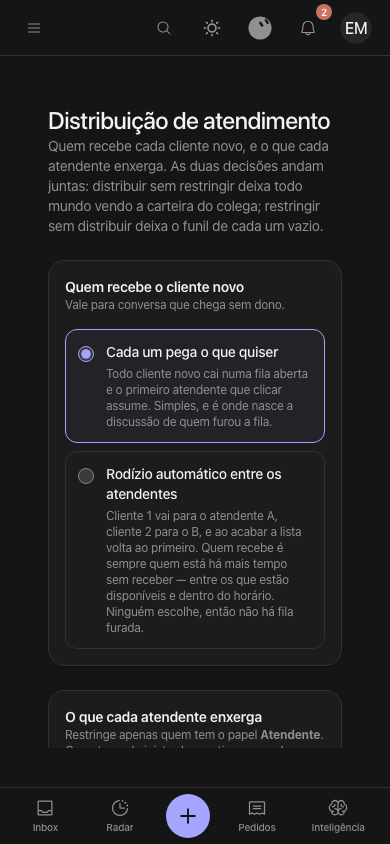 2
EM
Distribuição de atendimento
Quem recebe cada cliente novo, e o que cada
atendente enxerga. As duas decisões andam
juntas: distribuir sem restringir deixa todo
mundo vendo a carteira do colega; restringir
sem distribuir deixa o funil de cada um vazio.
Quem recebe o cliente novo
Vale para conversa que chega sem dono.
Cada um pega o que quiser
Todo cliente novo cai numa fila aberta
e o primeiro atendente que clicar
assume. Simples, e é onde nasce a
discussão de quem furou a fila.
Rodízio automático entre os
atendentes
Cliente 1 vai para o atendente A,
cliente 2 para o B, e ao acabar a lista
volta ao primeiro. Quem recebe é
sempre quem está há mais tempo
sem receber — entre os que estão
disponíveis e dentro do horário.
Ninguém escolhe, então não há fila
furada.
O que cada atendente enxerga
Restringe apenas quem tem o papel Atendente.
Inbox
Radar
Pedidos
Inteligência